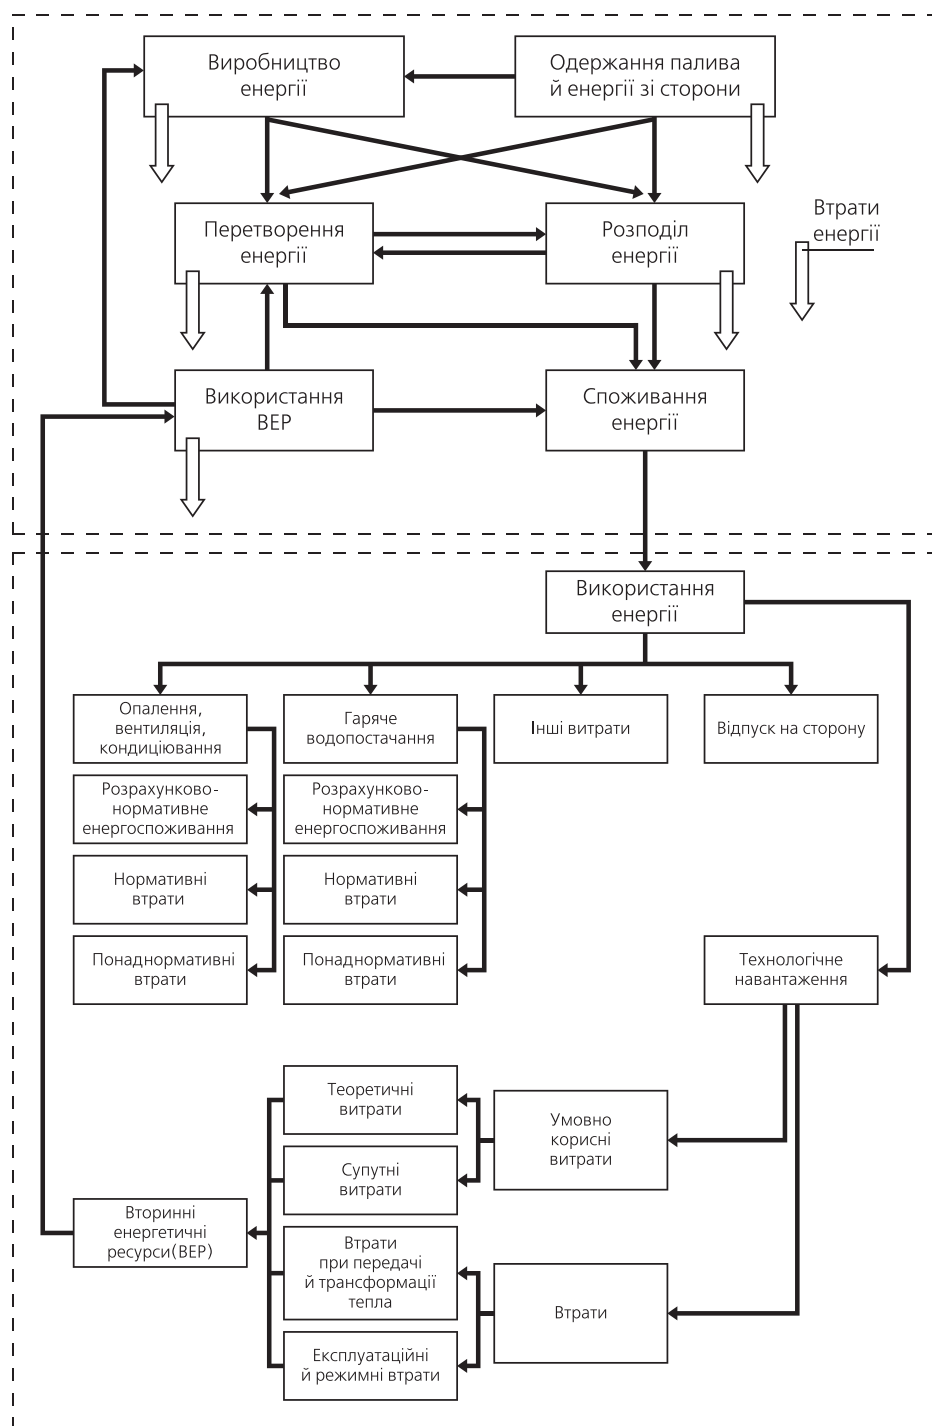 Виробництво
енергії
Одержання палива
й енергії зі сторони
Перетворення
енергії
Розподіл
енергії
Втрати
енергії
Використання
ВЕР
Споживання
енергії
Використання
енергії
Опалення,
вентиляція,
кондиціювання
Гаряче
водопостачання
Інші витрати
Відпуск на сторону
Розрахунково-
нормативне
енергоспоживання
Розрахунково-
нормативне
енергоспоживання
Нормативні
втрати
Нормативні
втрати
Понаднормативні
втрати
Понаднормативні
втрати
Технологічне
навантаження
Теоретичні
витрати
Умовно
корисні
витрати
Супутні
витрати
Вторинні
енергетичні
ресурси(ВЕР)
Втрати
при передачі
й трансформації
тепла
Втрати
Експлуатаційні
й режимні втрати